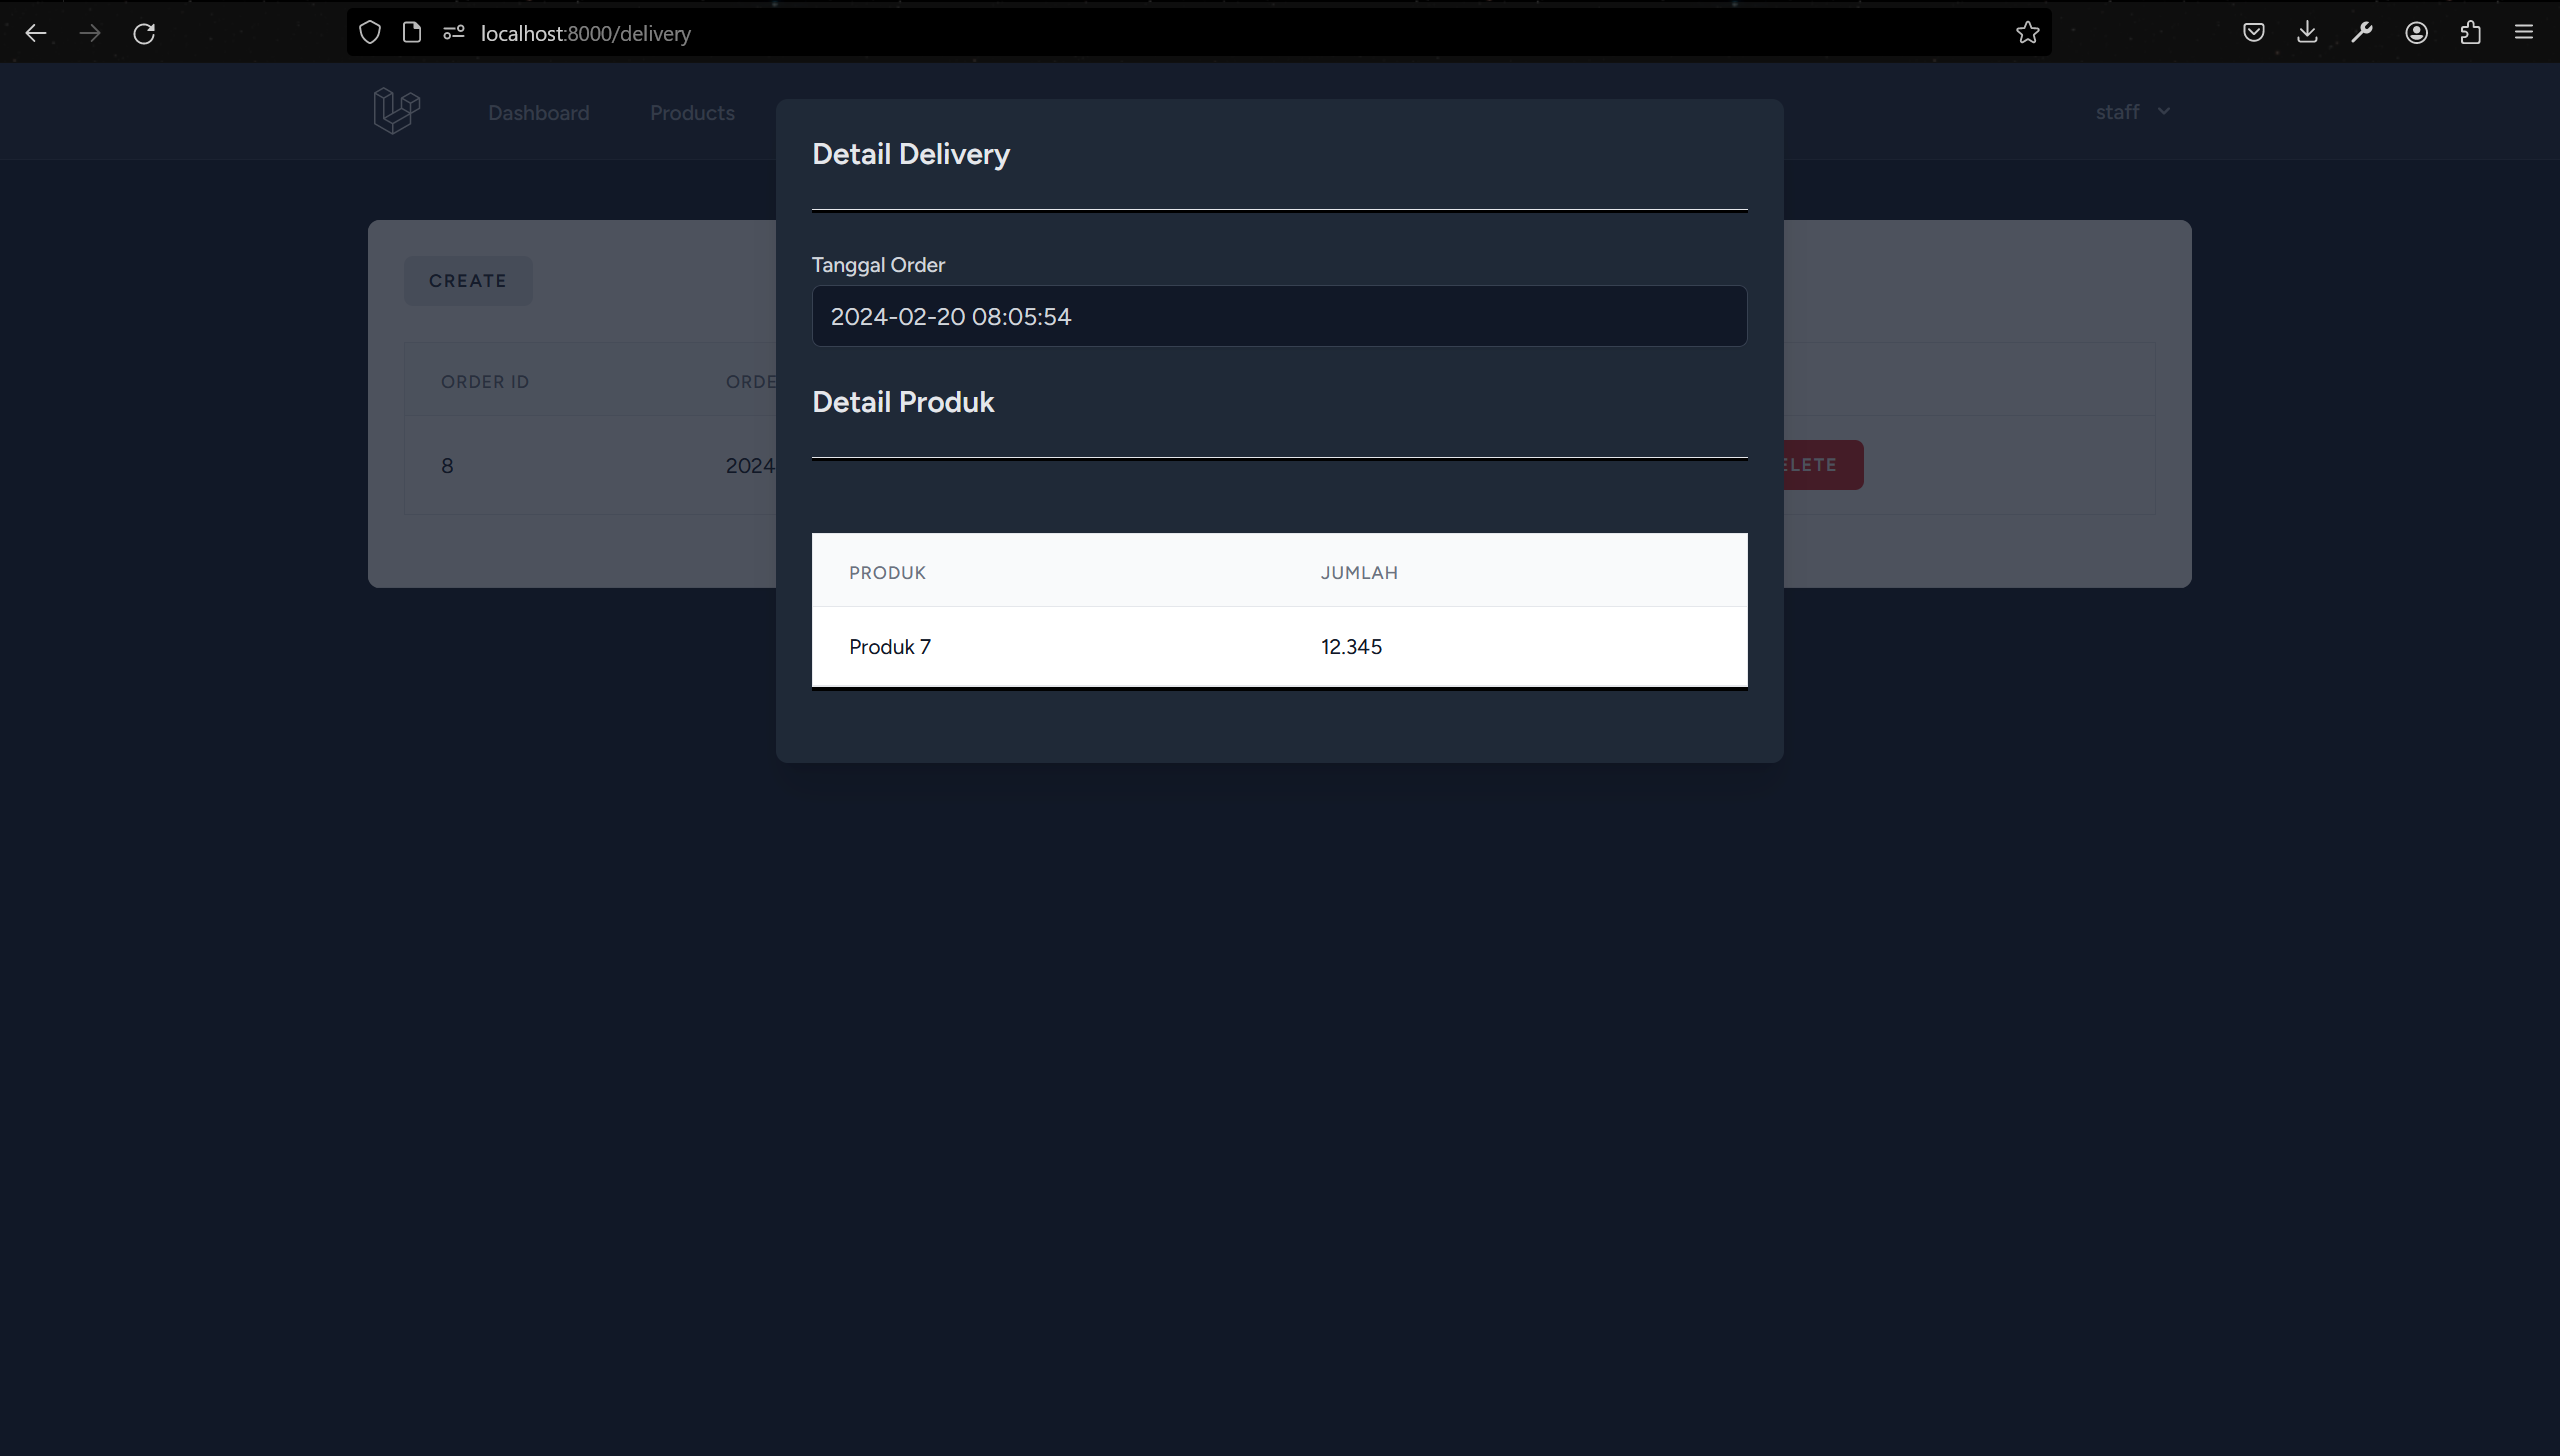 localhost:8000/delivery
Dashboard Products staff
Detail Delivery
CREATE
Tanggal Order
2024-02-20 08:05:54
ORDER ID ORDE
Detail Produk
8 2024 ELETE
PRODUK JUMLAH
Produk 7 12.345